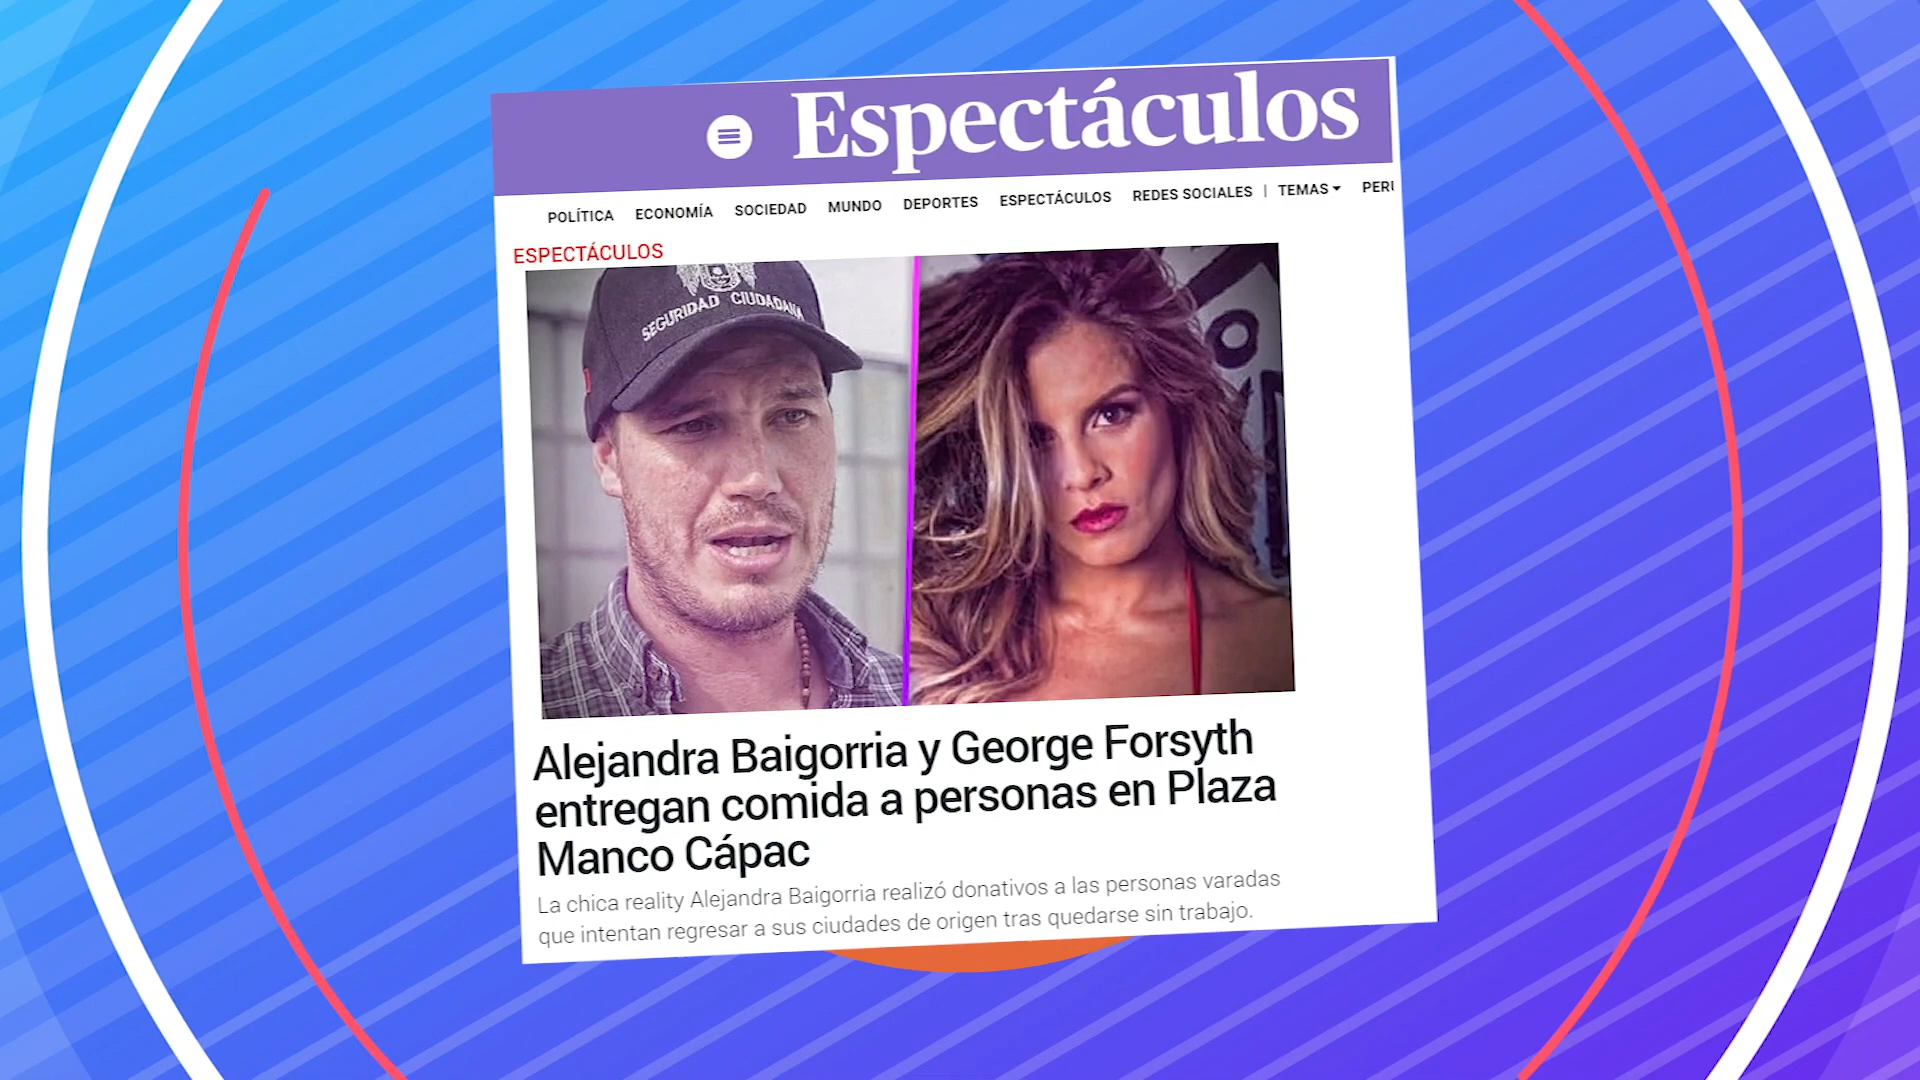 Espectáculos
POLÍTICA ECONOMÍA SOCIEDAD MUNDO DEPORTES ESPECTÁCULOS REDES SOCIALES | TEMAS PERU
ESPECTÁCULOS
SEGURIDAD CIUDADANA
Alejandra Baigorria y George Forsyth
entregan comida a personas en Plaza
Manco Cápac
La chica reality Alejandra Baigorria realizó donativos a las personas varadas
que intentan regresar a sus ciudades de origen tras quedarse sin trabajo.